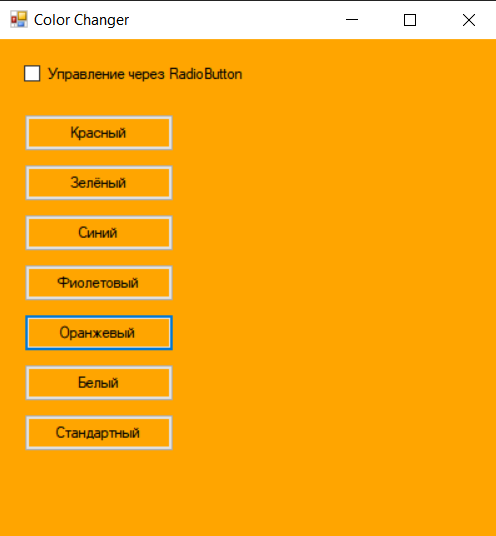 Color Changer
Управление через RadioButton
Красный
Зелёный
Синий
Фиолетовый
Оранжевый
Белый
Стандартный